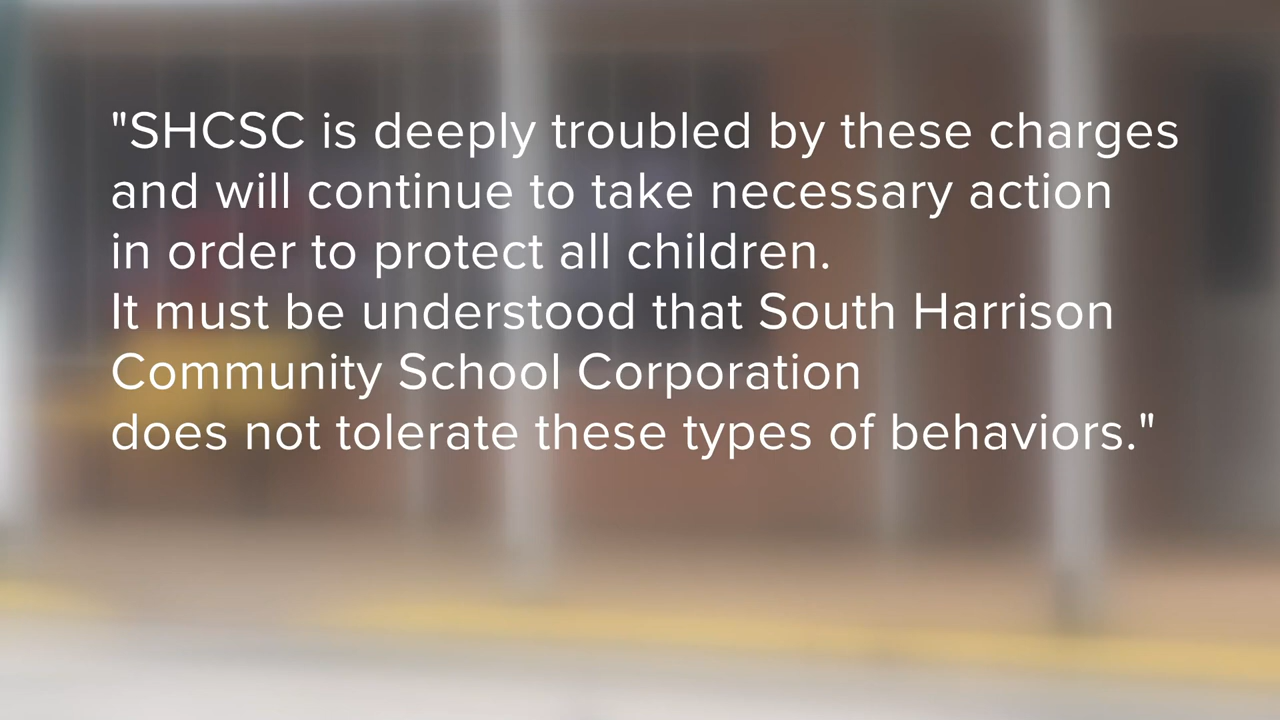 "SHCSC is deeply troubled by these charges
and will continue to take necessary action
in order to protect all children.
It must be understood that South Harrison
Community School Corporation
does not tolerate these types of behaviors."